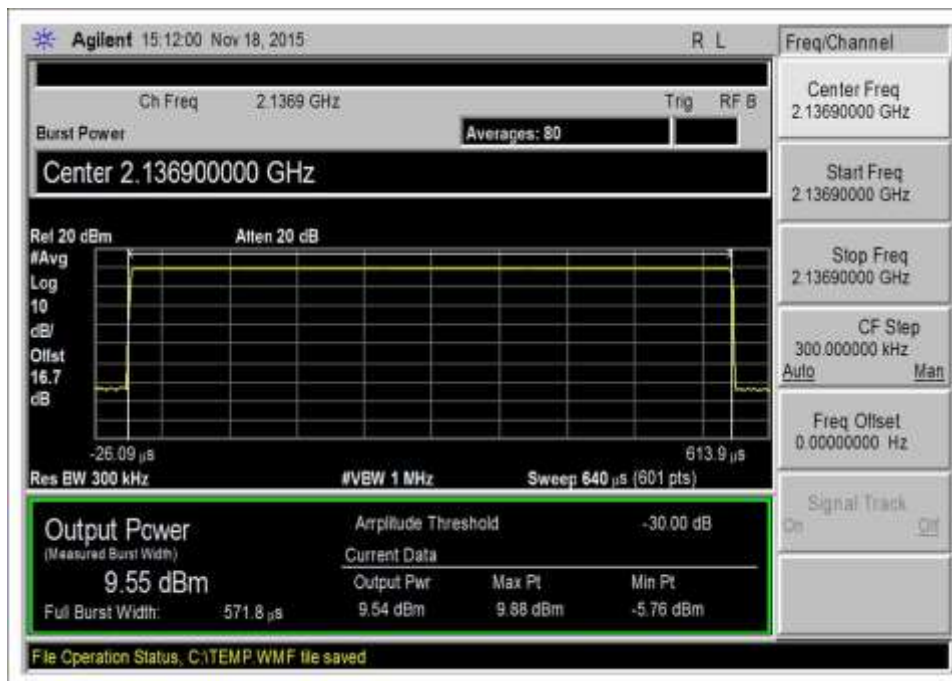 Agilent 15:12:00 Nov 18, 2015 R L
Freq/Channel
Ch Freq 2.1369 GHz Trig RF B
Burst Power Averages: 80
Center 2.136900000 GHz
Ref 20 dBm Atten 20 dB
#Avg
Log
10
dB/
Offst
16.7
dB
-26.09 µs 613.9 µs
Res BW 300 kHz #VBW 1 MHz Sweep 640 µs (601 pts)
Output Power
(Measured Burst Width)
9.55 dBm
Full Burst Width: 571.8 µs
Amplitude Threshold -30.00 dB
Current Data
Output Pwr Max Pt Min Pt
9.54 dBm 9.88 dBm -5.76 dBm
File Operation Status, C:\TEMP.WMF file saved
Center Freq
2.13690000 GHz
Start Freq
2.13690000 GHz
Stop Freq
2.13690000 GHz
CF Step
300.000000 kHz
Auto Man
Freq Offset
0.00000000 Hz
Signal Track
On Off